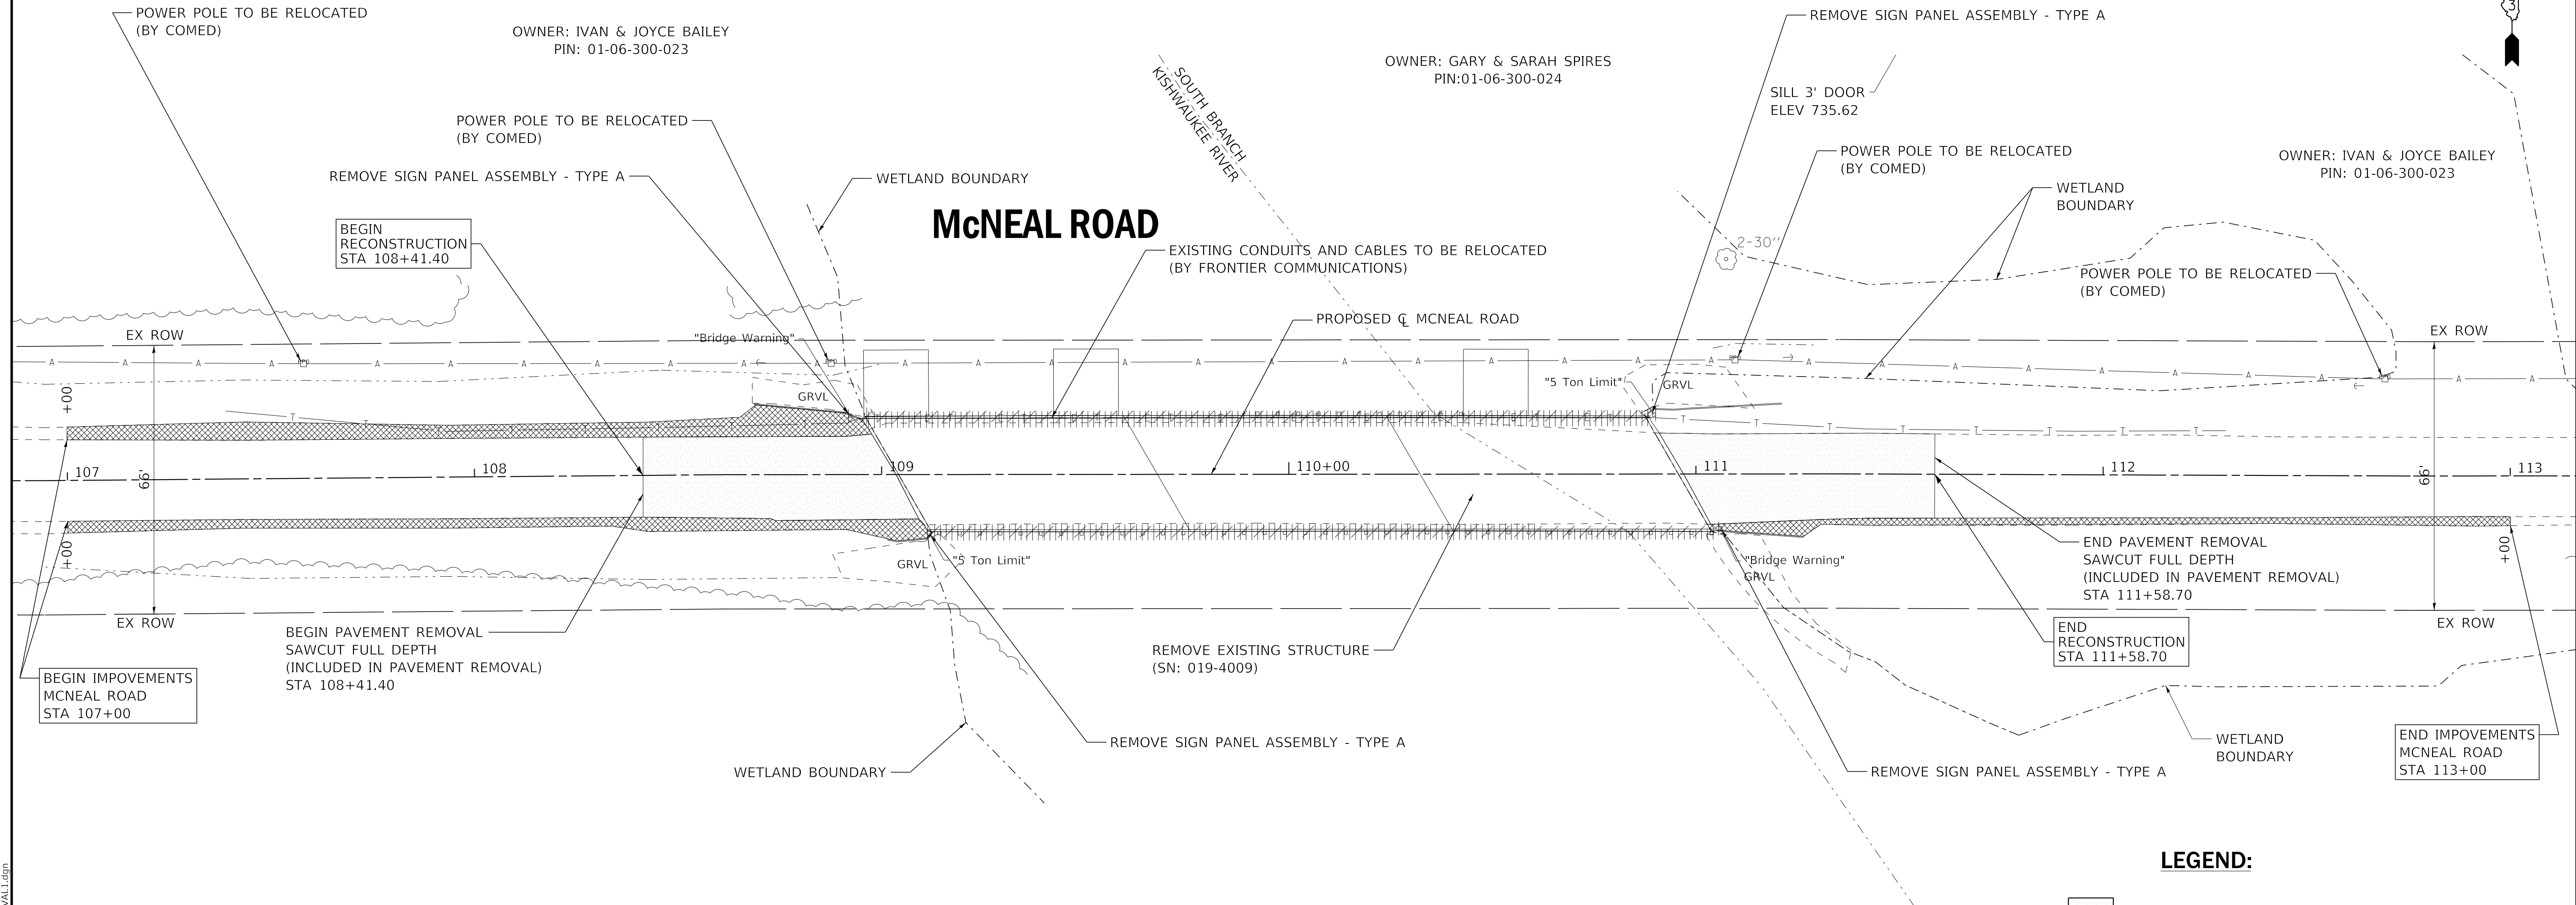 POWER POLE TO BE RELOCATED
(BY COMED)
OWNER: IVAN & JOYCE BAILEY
PIN: 01-06-300-023
REMOVE SIGN PANEL ASSEMBLY - TYPE A
3
OWNER: GARY & SARAH SPIRES
PIN:01-06-300-024
SOUTH BRANCH
KISHWAUKEE RIVER
SILL 3' DOOR
ELEV 735.62
POWER POLE TO BE RELOCATED
(BY COMED)
POWER POLE TO BE RELOCATED
(BY COMED)
OWNER: IVAN & JOYCE BAILEY
PIN: 01-06-300-023
REMOVE SIGN PANEL ASSEMBLY - TYPE A
WETLAND BOUNDARY
WETLAND
BOUNDARY
McNEAL ROAD
BEGIN
RECONSTRUCTION
STA 108+41.40
EXISTING CONDUITS AND CABLES TO BE RELOCATED
(BY FRONTIER COMMUNICATIONS)
2-30''
POWER POLE TO BE RELOCATED
(BY COMED)
PROPOSED ℄ MCNEAL ROAD
EX ROW
"Bridge Warning"
EX ROW
"5 Ton Limit"
GRVL
GRVL
+00
107
108
109
110+00
111
112
113
66'
66'
+00
+00
GRVL
"5 Ton Limit"
"Bridge Warning"
GRVL
END PAVEMENT REMOVAL
SAWCUT FULL DEPTH
(INCLUDED IN PAVEMENT REMOVAL)
STA 111+58.70
EX ROW
EX ROW
BEGIN PAVEMENT REMOVAL
SAWCUT FULL DEPTH
(INCLUDED IN PAVEMENT REMOVAL)
STA 108+41.40
REMOVE EXISTING STRUCTURE
(SN: 019-4009)
END
RECONSTRUCTION
STA 111+58.70
BEGIN IMPOVEMENTS
MCNEAL ROAD
STA 107+00
REMOVE SIGN PANEL ASSEMBLY - TYPE A
WETLAND BOUNDARY
REMOVE SIGN PANEL ASSEMBLY - TYPE A
WETLAND
BOUNDARY
END IMPOVEMENTS
MCNEAL ROAD
STA 113+00
LEGEND:
VAL1.dgn